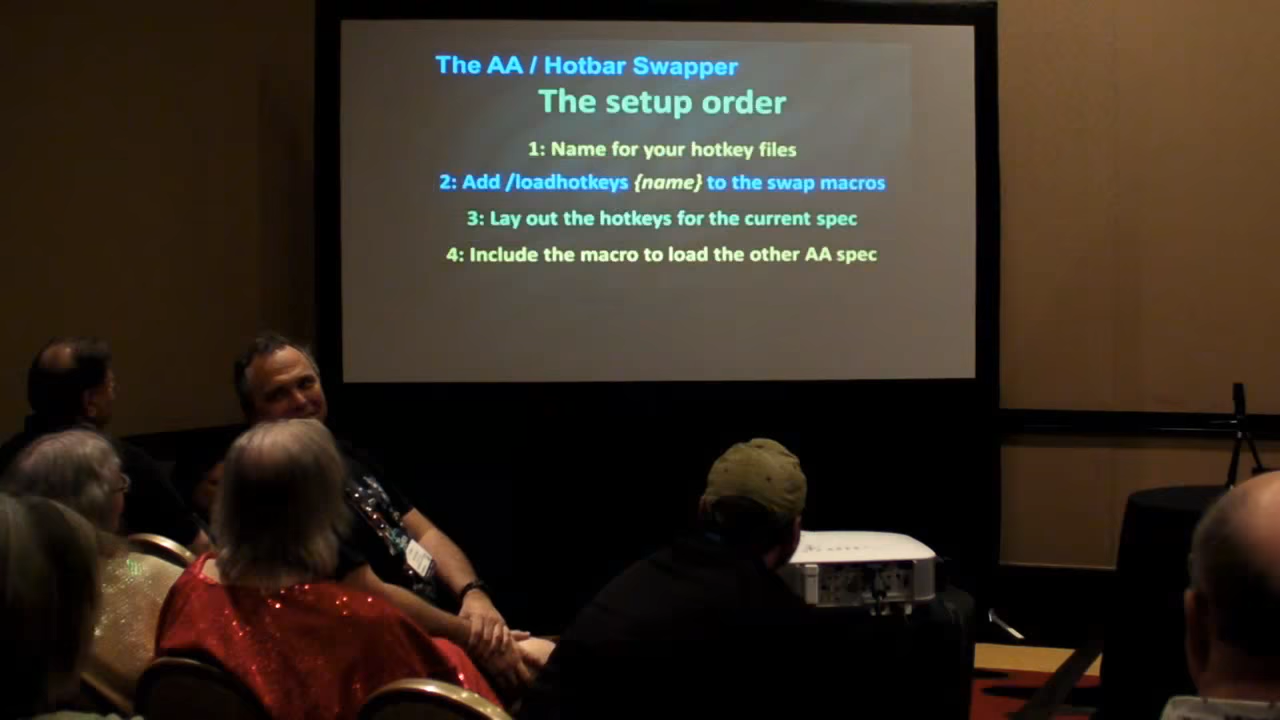 The AA / Hotbar Swapper
The setup order
1: Name for your hotkey files
2: Add /loadhotkeys {name} to the swap macros
3: Lay out the hotkeys for the current spec
4: Include the macro to load the other AA spec